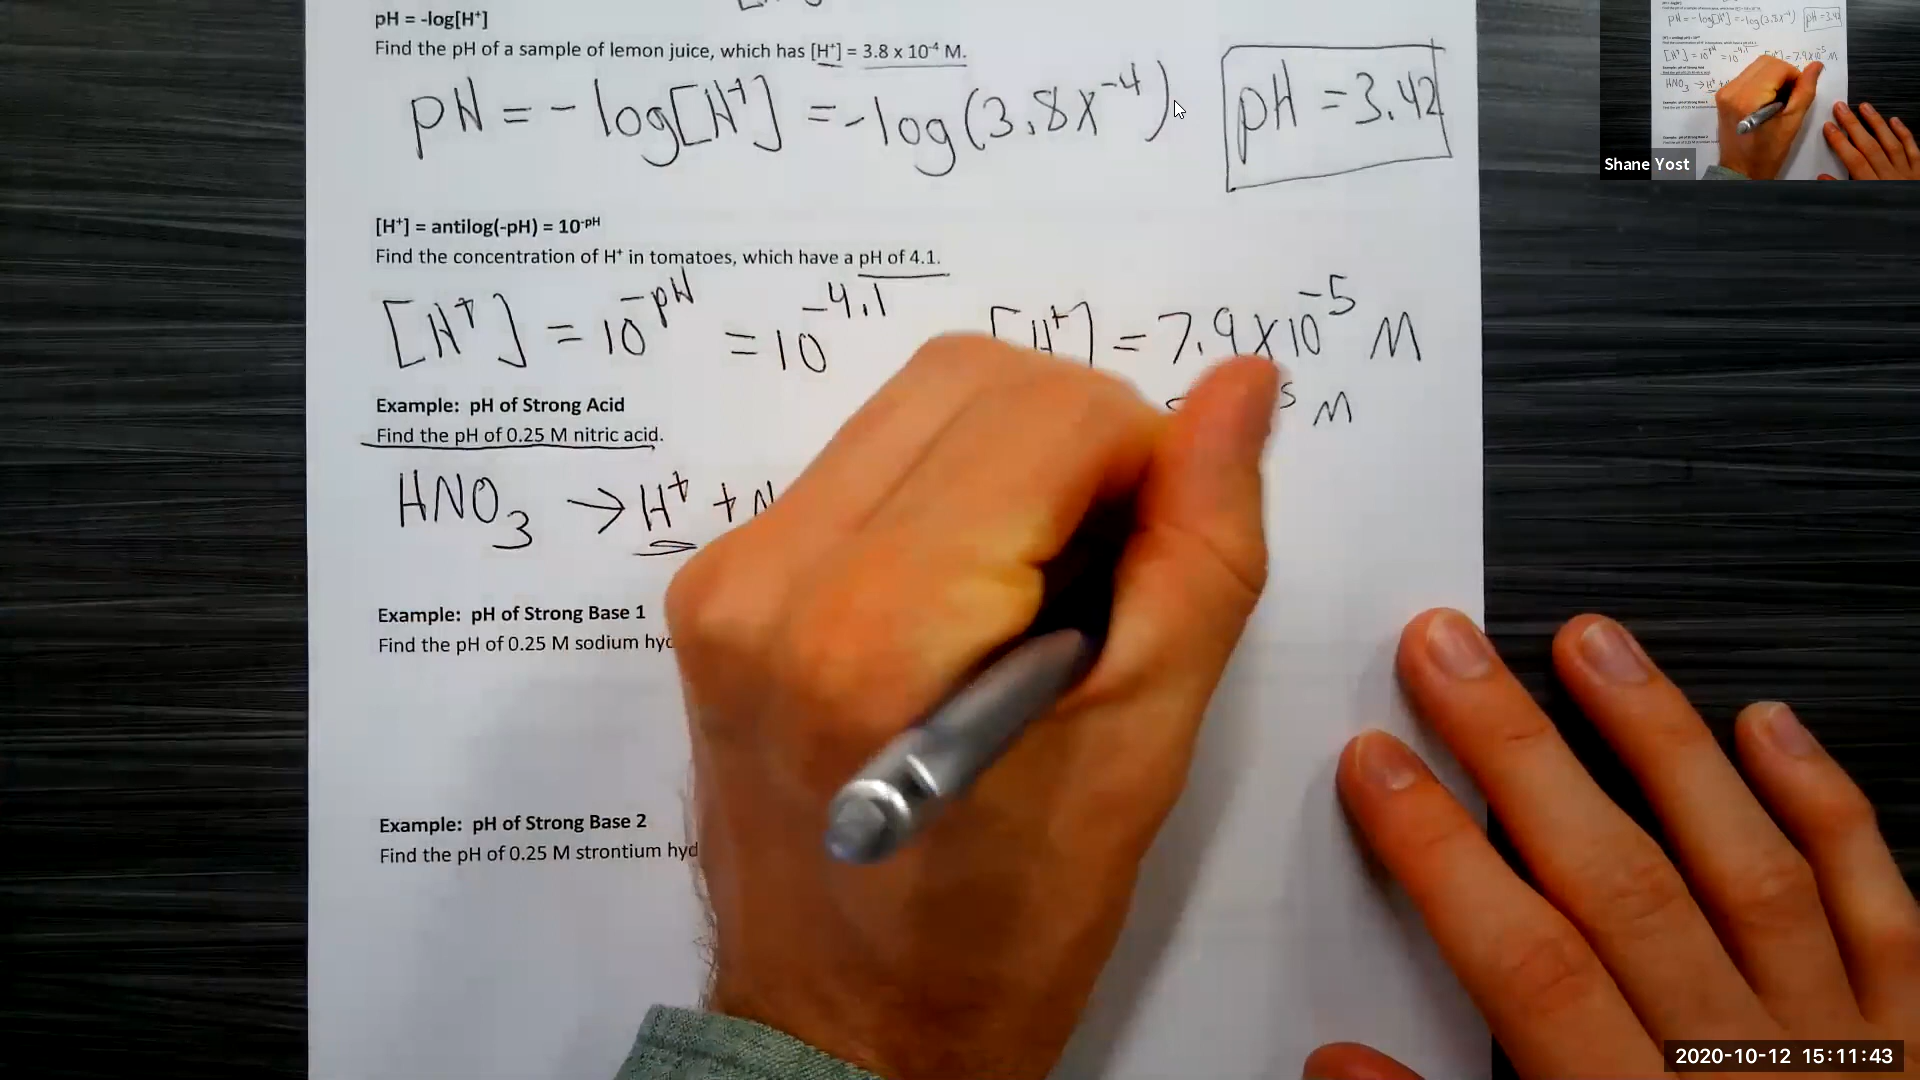 pH = -log[H⁺]
Find the pH of a sample of lemon juice, which has [H⁺] = 3.8 x 10⁻⁴ M.
pH = -log[H⁺] = -log(3.8x⁻⁴) pH = 3.42
[H⁺] = antilog(-pH) = 10⁻ᵖᴴ
Find the concentration of H⁺ in tomatoes, which have a pH of 4.1.
[H⁺] = 10⁻ᵖᴴ = 10⁻⁴·¹ [H⁺] = 7.9x10⁻⁵ M
M
Example: pH of Strong Acid
Find the pH of 0.25 M nitric acid.
HNO₃ → H⁺ + N
Example: pH of Strong Base 1
Find the pH of 0.25 M sodium hyd
Example: pH of Strong Base 2
Find the pH of 0.25 M strontium hyd
Shane Yost
2020-10-12 15:11:43